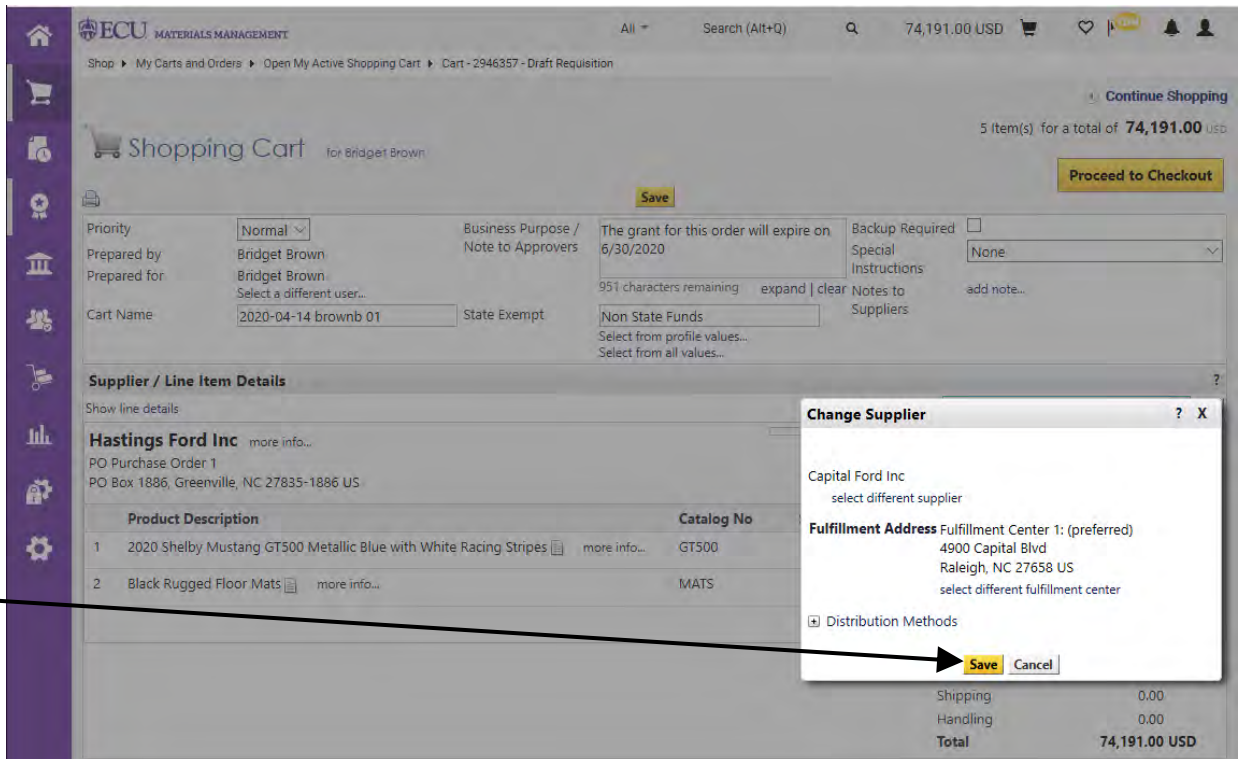 ECU MATERIALS MANAGEMENT
All Search (Alt+Q) 74,191.00 USD
Shop My Carts and Orders Open My Active Shopping Cart Cart - 2946357 - Draft Requisition
Continue Shopping
5 Item(s) for a total of 74,191.00 USD
Shopping Cart for Bridget Brown
Proceed to Checkout
Save
Priority Normal
Prepared by Bridget Brown
Prepared for Bridget Brown
Select a different user...
Cart Name 2020-04-14 brownb 01
Business Purpose /
Note to Approvers
The grant for this order will expire on
6/30/2020
951 characters remaining expand | clear
State Exempt Non State Funds
Select from profile values...
Select from all values...
Backup Required
Special
Instructions
None
Notes to
Suppliers
add note...
Supplier / Line Item Details ?
Show line details
Hastings Ford Inc more info...
PO Purchase Order 1
PO Box 1886, Greenville, NC 27835-1886 US
Product Description Catalog No
1 2020 Shelby Mustang GT500 Metallic Blue with White Racing Stripes more info... GT500
2 Black Rugged Floor Mats more info... MATS
Change Supplier ? X
Capital Ford Inc
select different supplier
Fulfillment Address Fulfillment Center 1: (preferred)
4900 Capital Blvd
Raleigh, NC 27658 US
select different fulfillment center
+ Distribution Methods
Save Cancel
Shipping 0.00
Handling 0.00
Total 74,191.00 USD